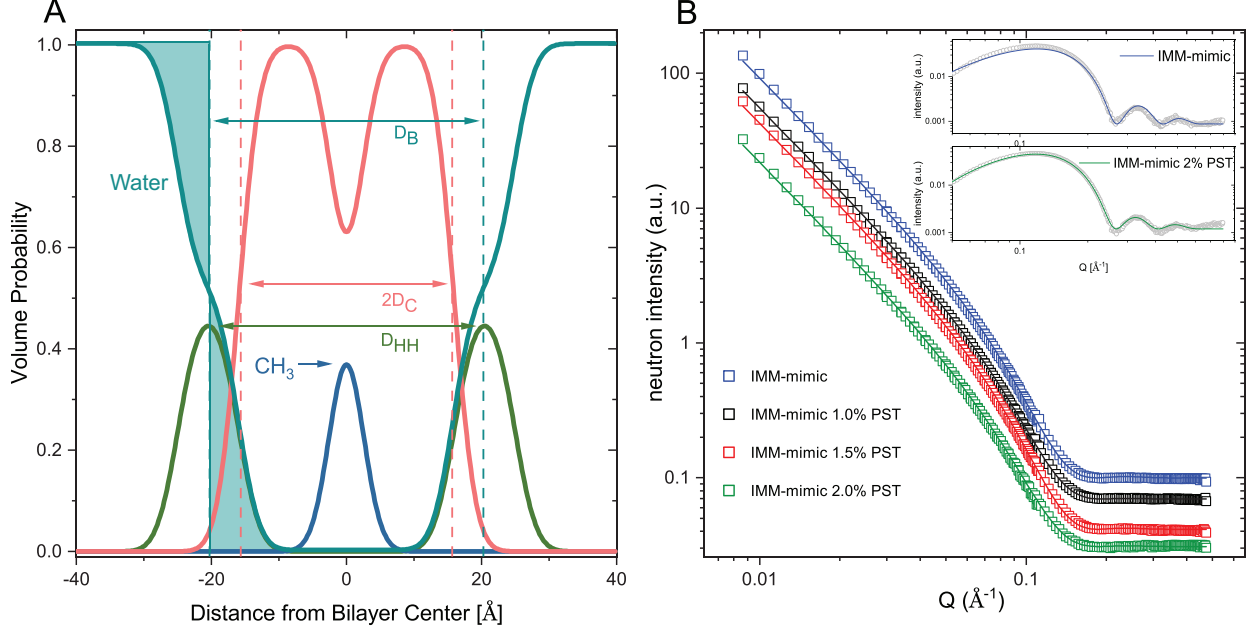 A
1.0
0.8
0.6
0.4
0.2
0.0
Volume Probability
Water
D_B
2D_C
D_HH
CH_3
-40
-20
0
20
40
Distance from Bilayer Center [Å]
B
100
10
1
0.1
neutron intensity (a.u.)
IMM-mimic
IMM-mimic 1.0% PST
IMM-mimic 1.5% PST
IMM-mimic 2.0% PST
0.01
0.1
Q (Å⁻¹)
intensity (a.u.)
0.01
0.001
IMM-mimic
0.1
intensity (a.u.)
0.01
0.001
IMM-mimic 2% PST
0.1
Q [Å⁻¹]